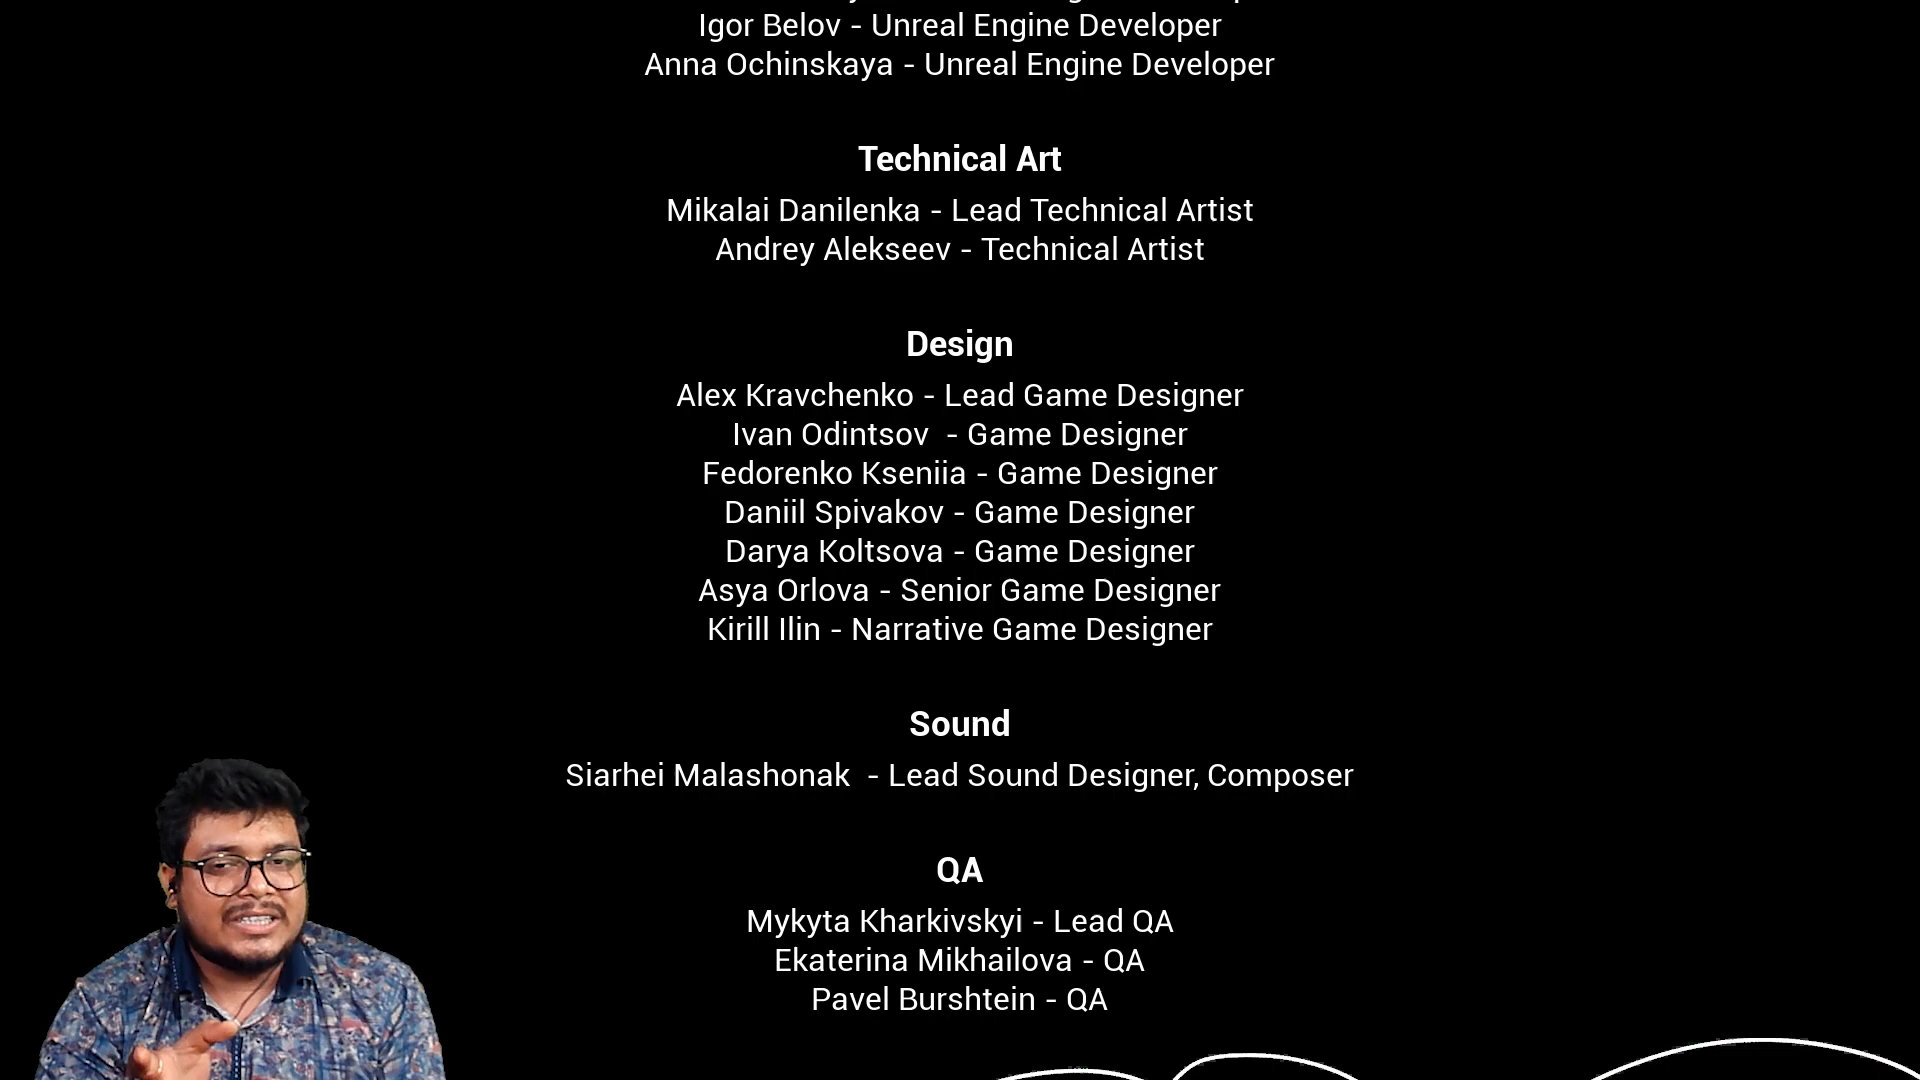 Igor Belov - Unreal Engine Developer
Anna Ochinskaya - Unreal Engine Developer
Technical Art
Mikalai Danilenka - Lead Technical Artist
Andrey Alekseev - Technical Artist
Design
Alex Kravchenko - Lead Game Designer
Ivan Odintsov  - Game Designer
Fedorenko Kseniia - Game Designer
Daniil Spivakov - Game Designer
Darya Koltsova - Game Designer
Asya Orlova - Senior Game Designer
Kirill Ilin - Narrative Game Designer
Sound
Siarhei Malashonak  - Lead Sound Designer, Composer
QA
Mykyta Kharkivskyi - Lead QA
Ekaterina Mikhailova - QA
Pavel Burshtein - QA